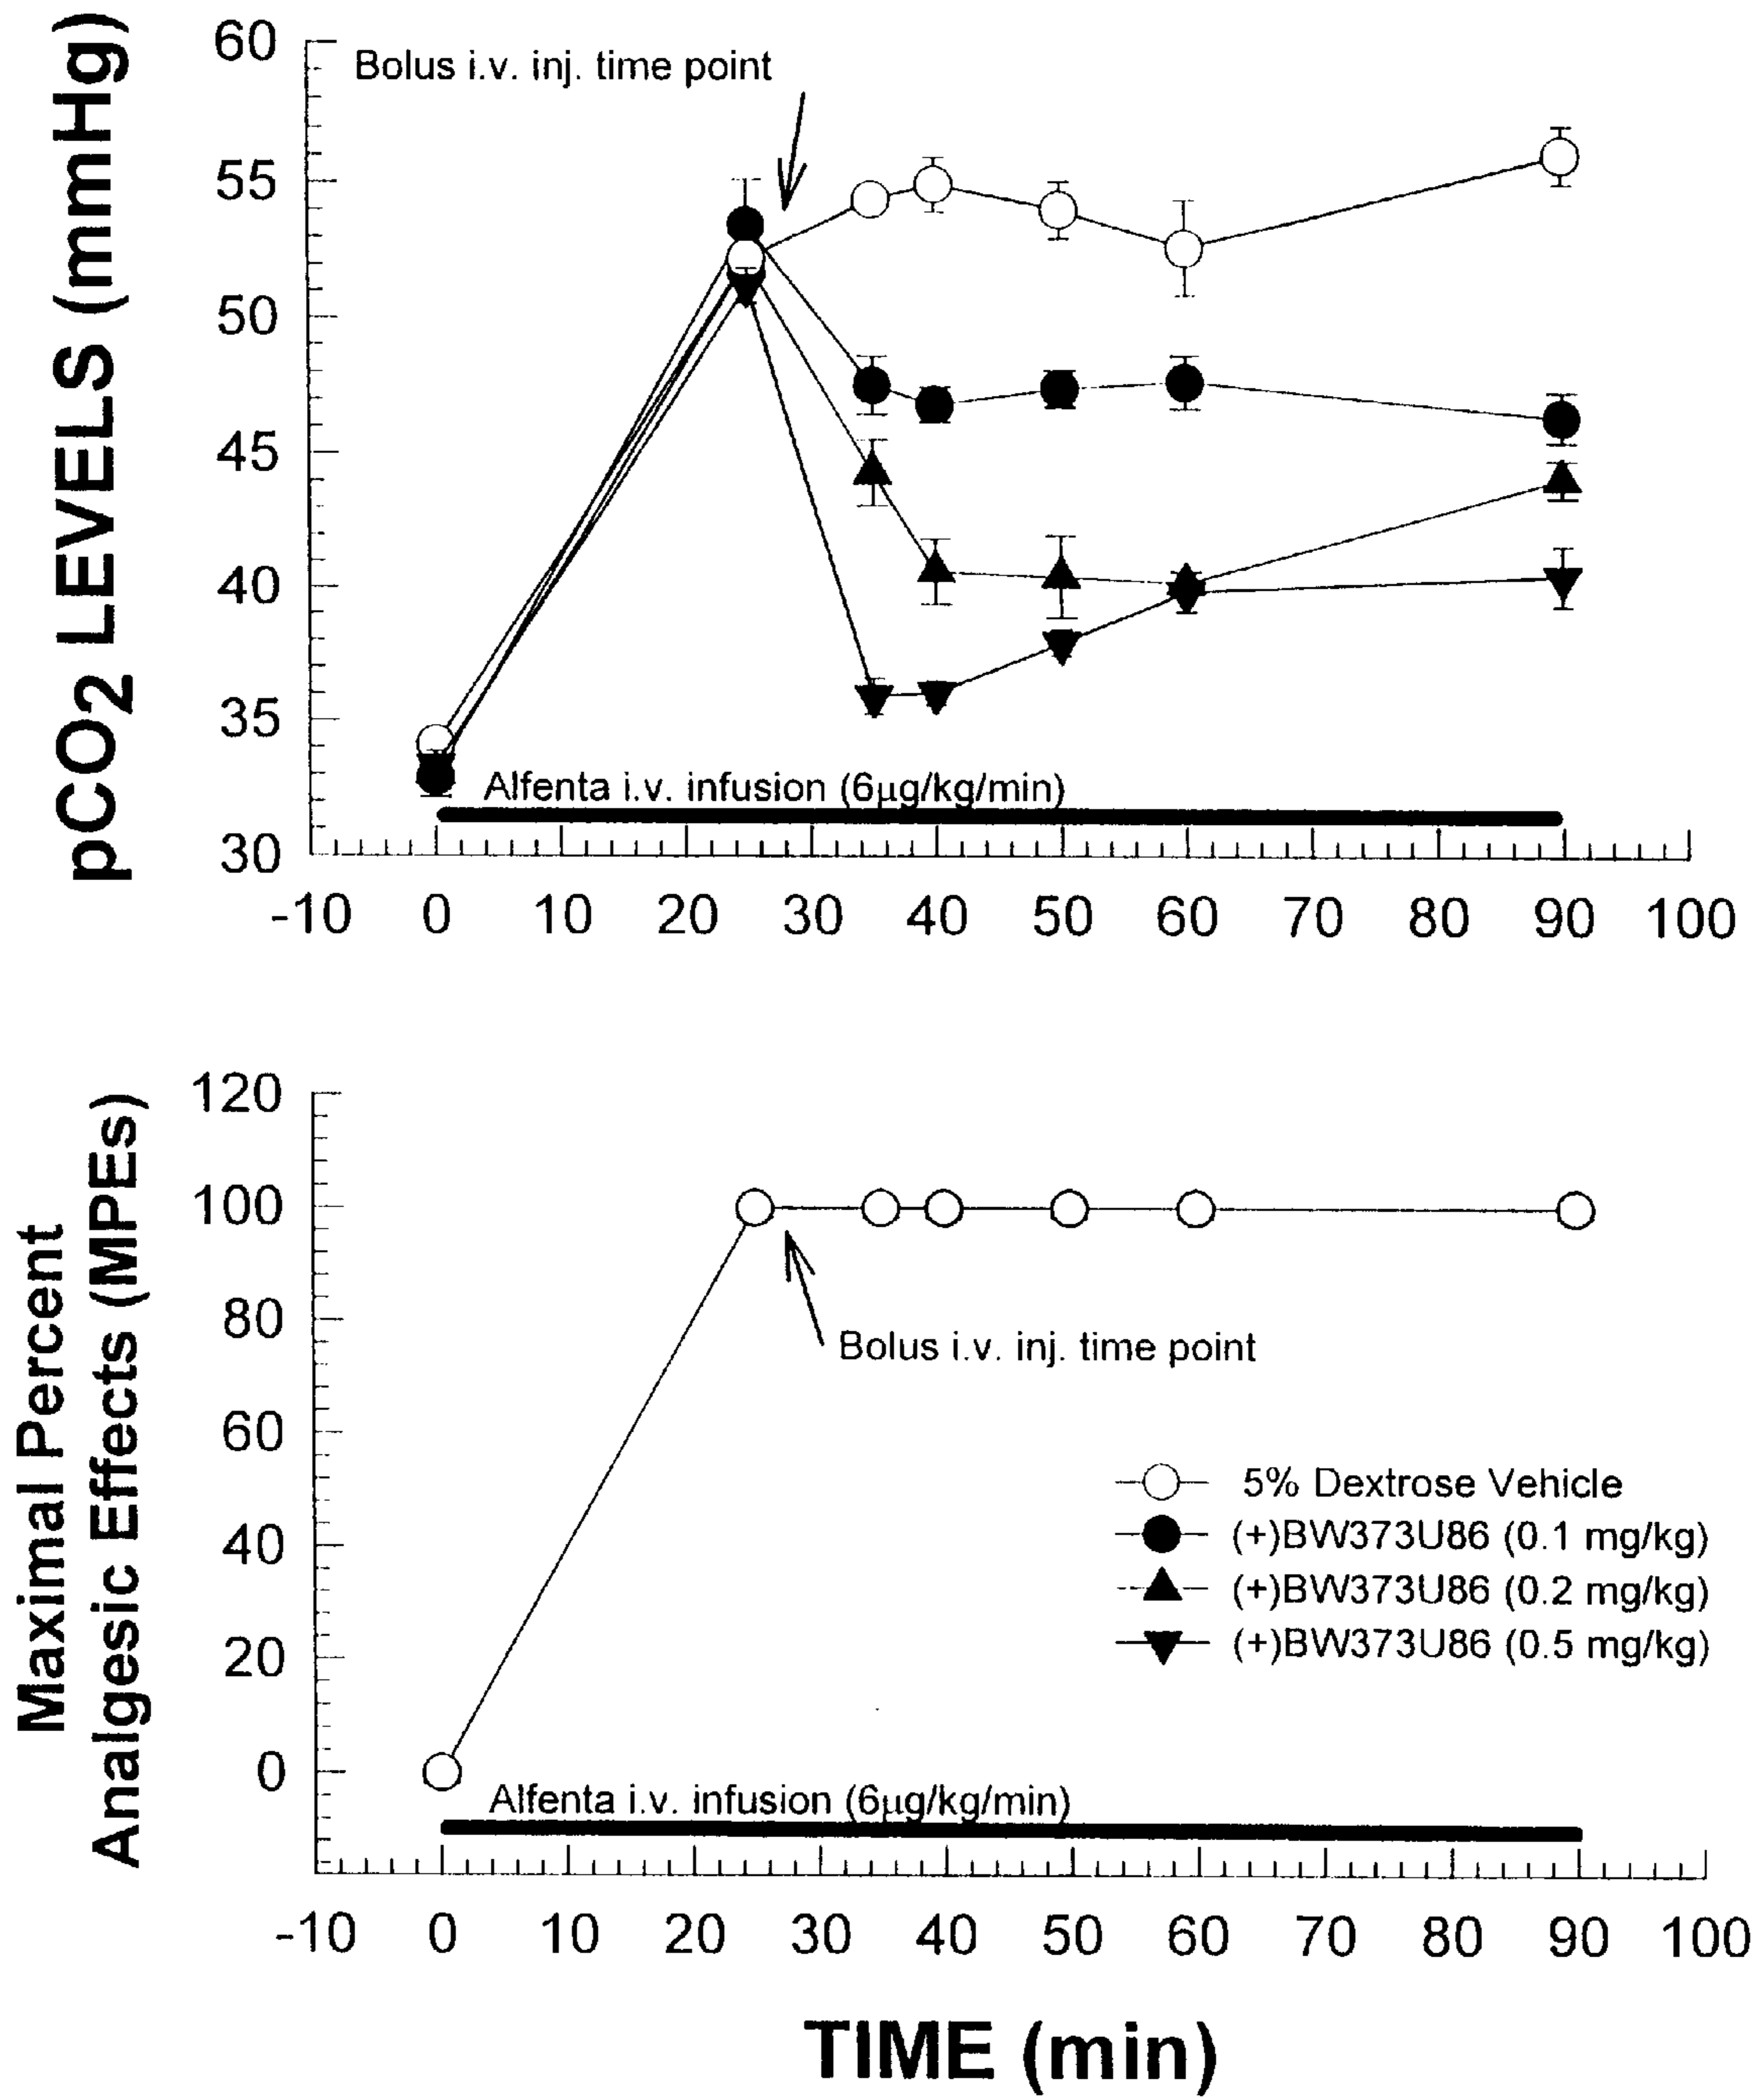 pCO2 LEVELS (mmHg)
60
55
50
45
40
35
30
Bolus i.v. inj. time point
Alfenta i.v. infusion (6µg/kg/min)
-10 0 10 20 30 40 50 60 70 80 90 100
Maximal Percent
Analgesic Effects (MPEs)
120
100
80
60
40
20
0
Bolus i.v. inj. time point
5% Dextrose Vehicle
(+)BW373U86 (0.1 mg/kg)
(+)BW373U86 (0.2 mg/kg)
(+)BW373U86 (0.5 mg/kg)
Alfenta i.v. infusion (6µg/kg/min)
-10 0 10 20 30 40 50 60 70 80 90 100
TIME (min)